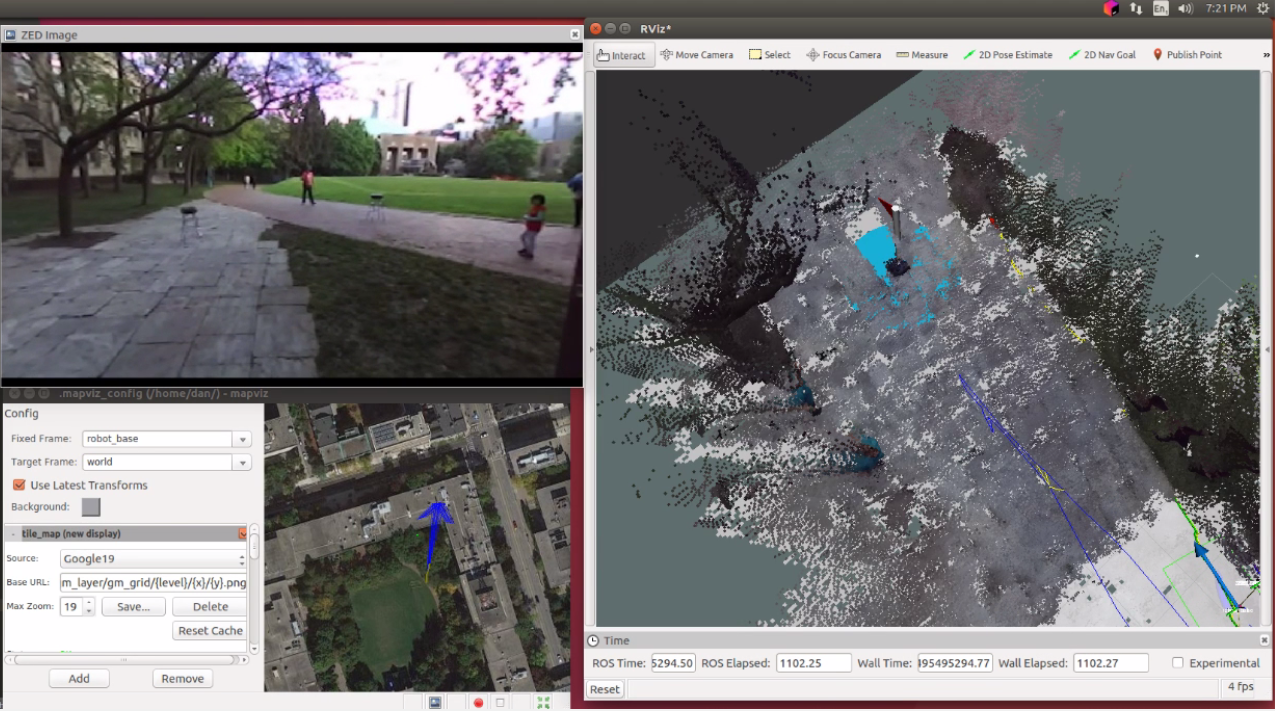 En 7:21 PM
ZED Image
RViz*
Interact Move Camera Select Focus Camera Measure 2D Pose Estimate 2D Nav Goal Publish Point »
.mapviz_config (/home/dan/) - mapviz
Config
Fixed Frame: robot_base
Target Frame: world
Use Latest Transforms
Background:
- tile_map (new display)
Source: Google19
Base URL: m_layer/gm_grid/{level}/{x}/{y}.png
Max Zoom: 19 Save... Delete
Reset Cache
Add Remove
Time
ROS Time: 5294.50 ROS Elapsed: 1102.25 Wall Time: 495495294.77 Wall Elapsed: 1102.27 Experimental
Reset 4 fps